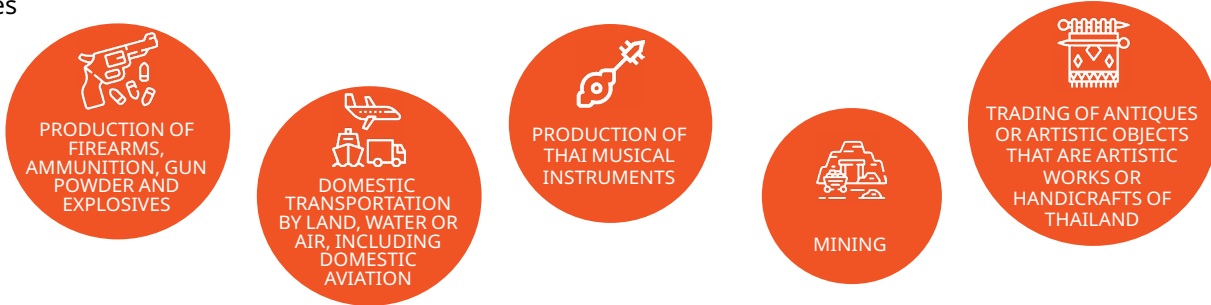 es
PRODUCTION OF
FIREARMS,
AMMUNITION, GUN
POWDER AND
EXPLOSIVES
DOMESTIC
TRANSPORTATION
BY LAND, WATER OR
AIR, INCLUDING
DOMESTIC
AVIATION
PRODUCTION OF
THAI MUSICAL
INSTRUMENTS
MINING
TRADING OF ANTIQUES
OR ARTISTIC OBJECTS
THAT ARE ARTISTIC
WORKS OR
HANDICRAFTS OF
THAILAND